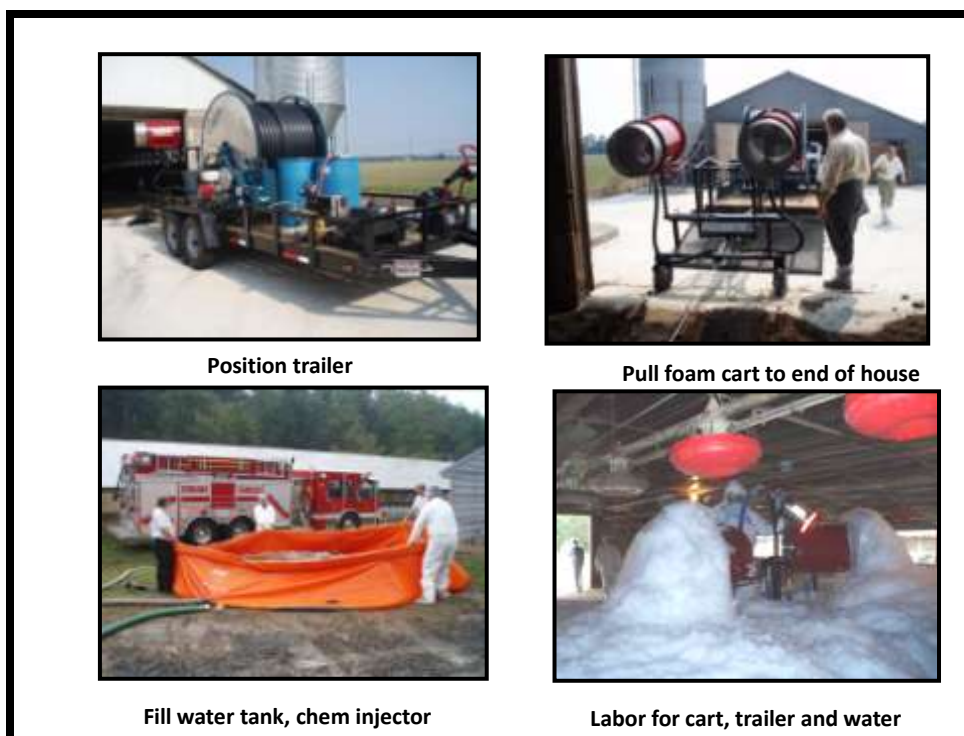 Position trailer
Pull foam cart to end of house
Fill water tank, chem injector
Labor for cart, trailer and water